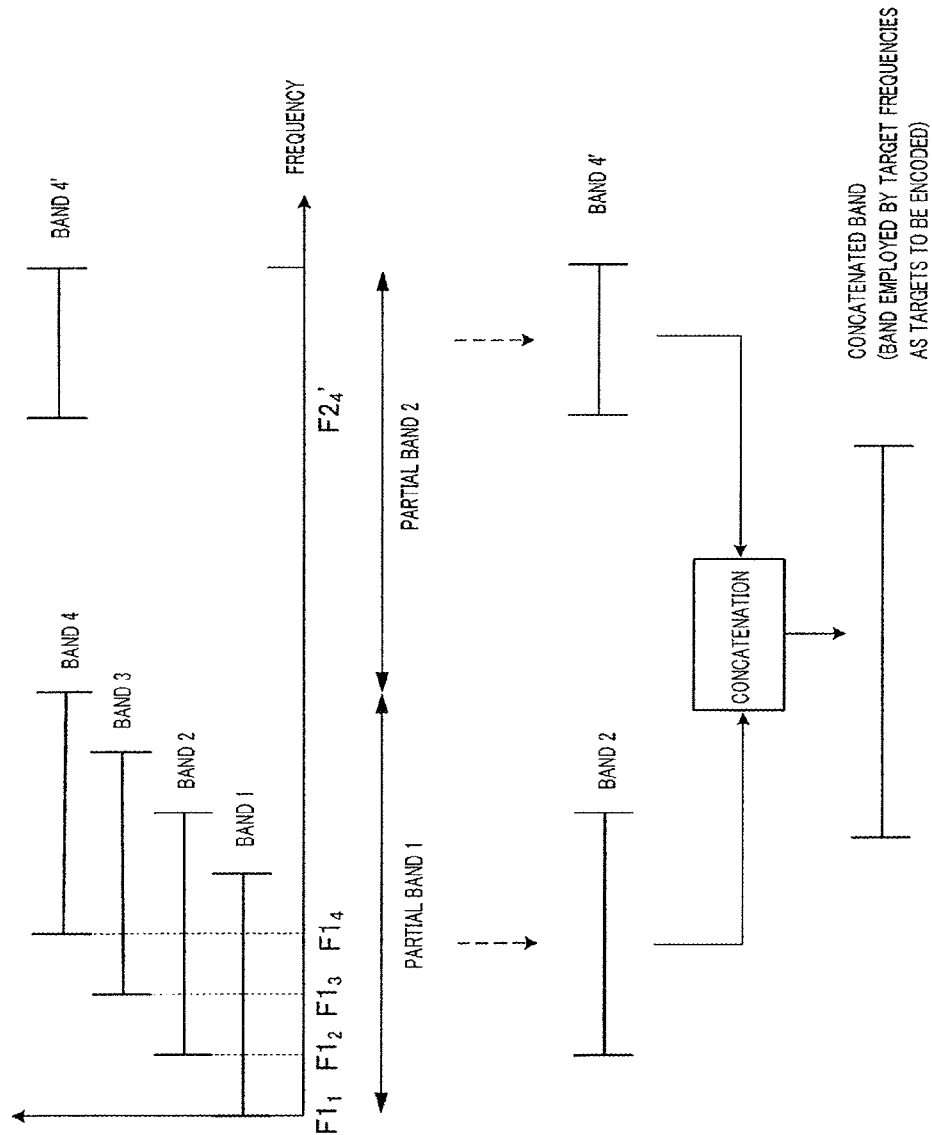 BAND 4
BAND 4'
BAND 3
BAND 2
BAND 1
F1₁ F1₂ F1₃ F1₄
F2₄'
FREQUENCY
PARTIAL BAND 1
PARTIAL BAND 2
BAND 2
BAND 4'
CONCATENATION
CONCATENATED BAND
(BAND EMPLOYED BY TARGET FREQUENCIES
AS TARGETS TO BE ENCODED)